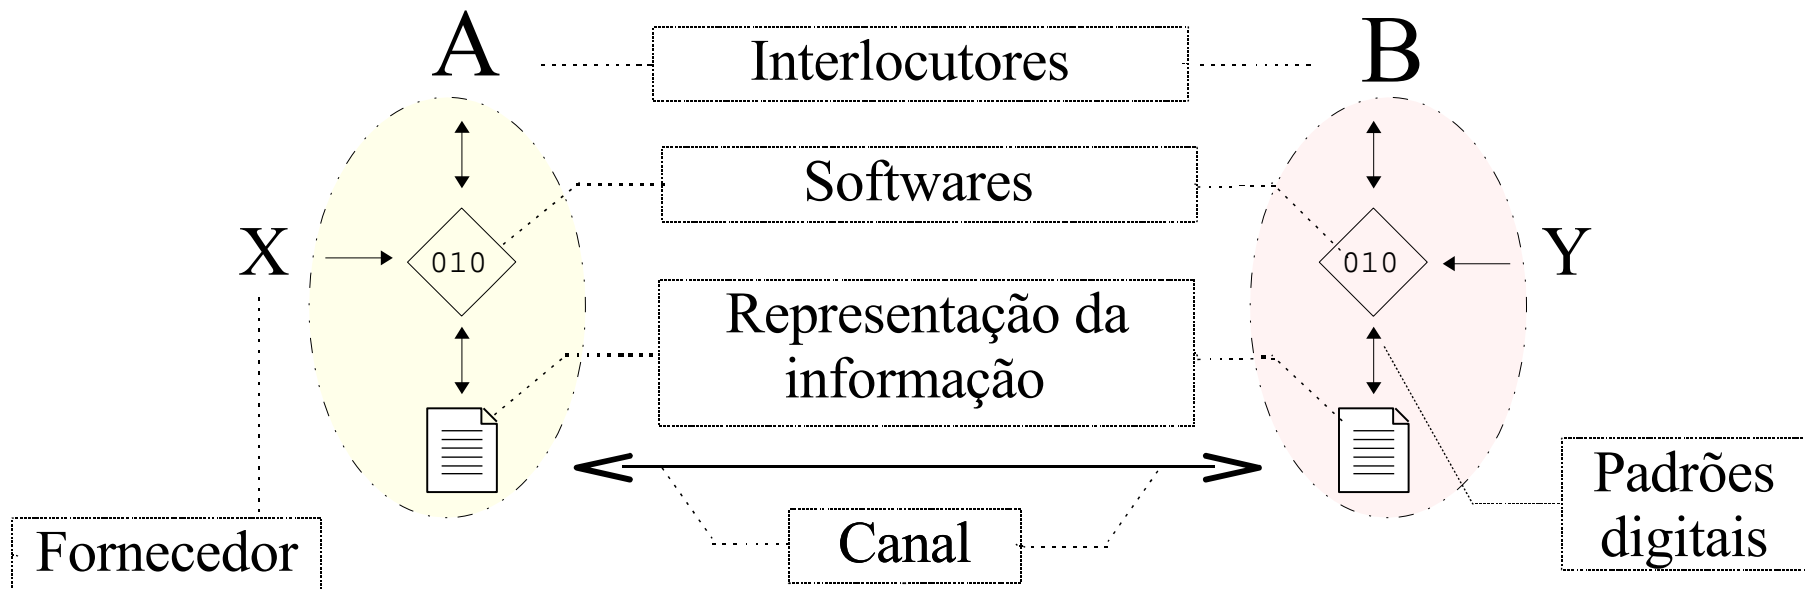 A
Interlocutores
B
Softwares
X
010
010
Y
Representação da
informação
Padrões
digitais
Canal
Fornecedor